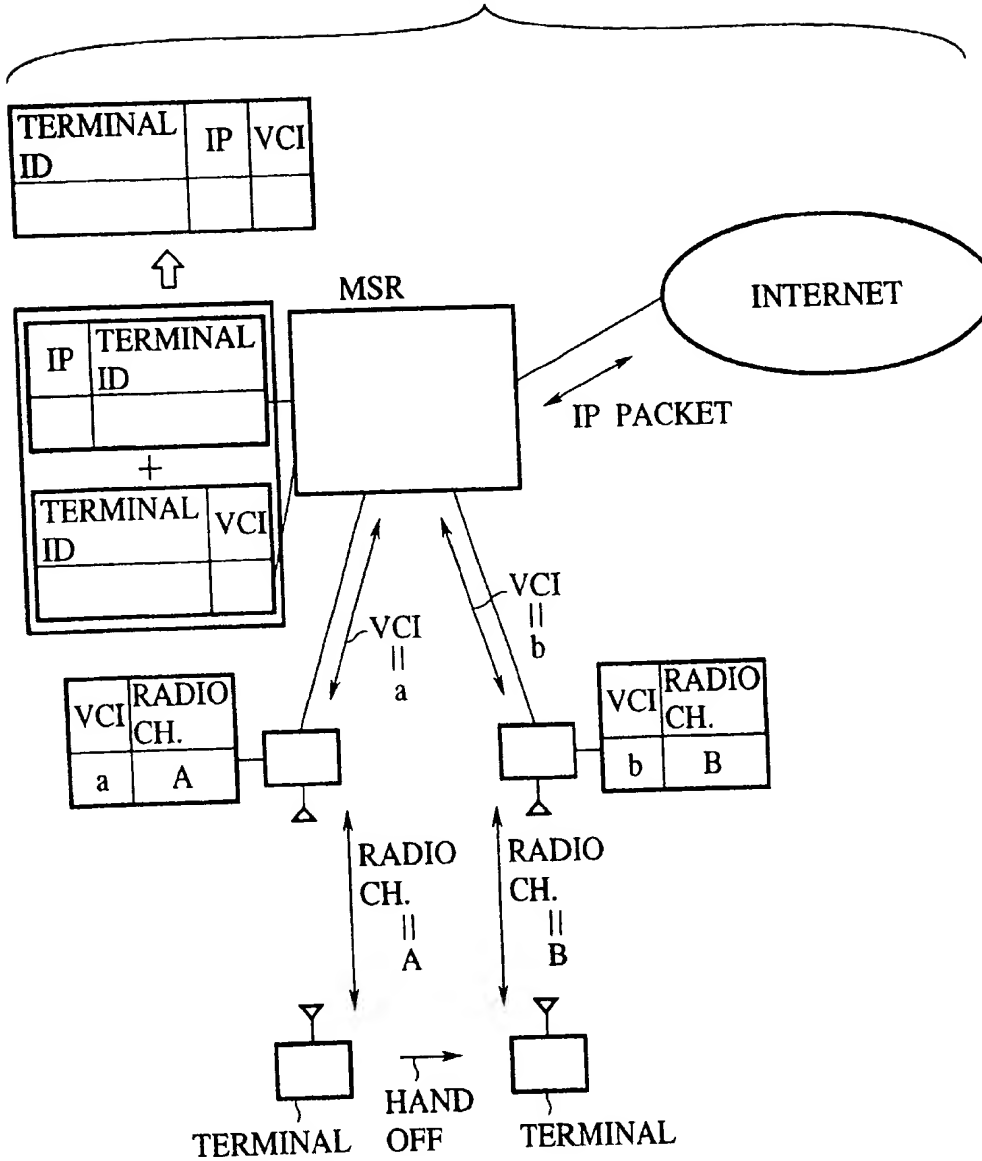 TERMINAL ID
IP
VCI
MSR
INTERNET
IP
TERMINAL ID
IP PACKET
+
TERMINAL ID
VCI
VCI
||
a
VCI
||
b
VCI
RADIO CH.
a
A
VCI
RADIO CH.
b
B
RADIO
CH.
||
A
RADIO
CH.
||
B
HAND
OFF
TERMINAL
TERMINAL